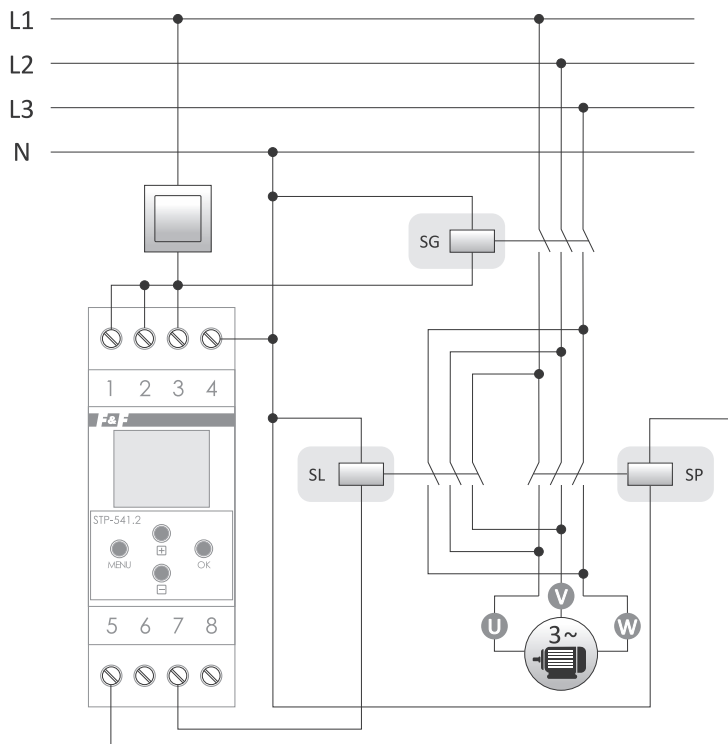 L1
L2
L3
N
SG
1 2 3 4
F&F
SL
SP
STP-541.2
MENU
OK
5 6 7 8
U
V
W
3~